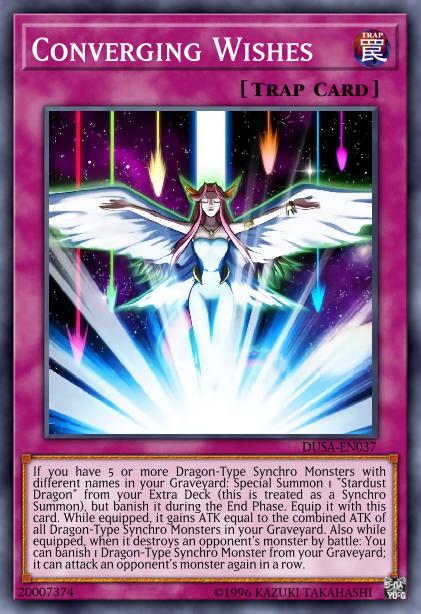 CONVERGING WISHES
TRAP
罠
[TRAP CARD]
DUSA-EN037
If you have 5 or more Dragon-Type Synchro Monsters with
different names in your Graveyard: Special Summon 1 "Stardust
Dragon" from your Extra Deck (this is treated as a Synchro
Summon), but banish it during the End Phase. Equip it with this
card. While equipped, it gains ATK equal to the combined ATK of
all Dragon-Type Synchro Monsters in your Graveyard. Also while
equipped, when it destroys an opponent's monster by battle: You
can banish 1 Dragon-Type Synchro Monster from your Graveyard;
it can attack an opponent's monster again in a row.
20007374
©1996 KAZUKI TAKAHASHI